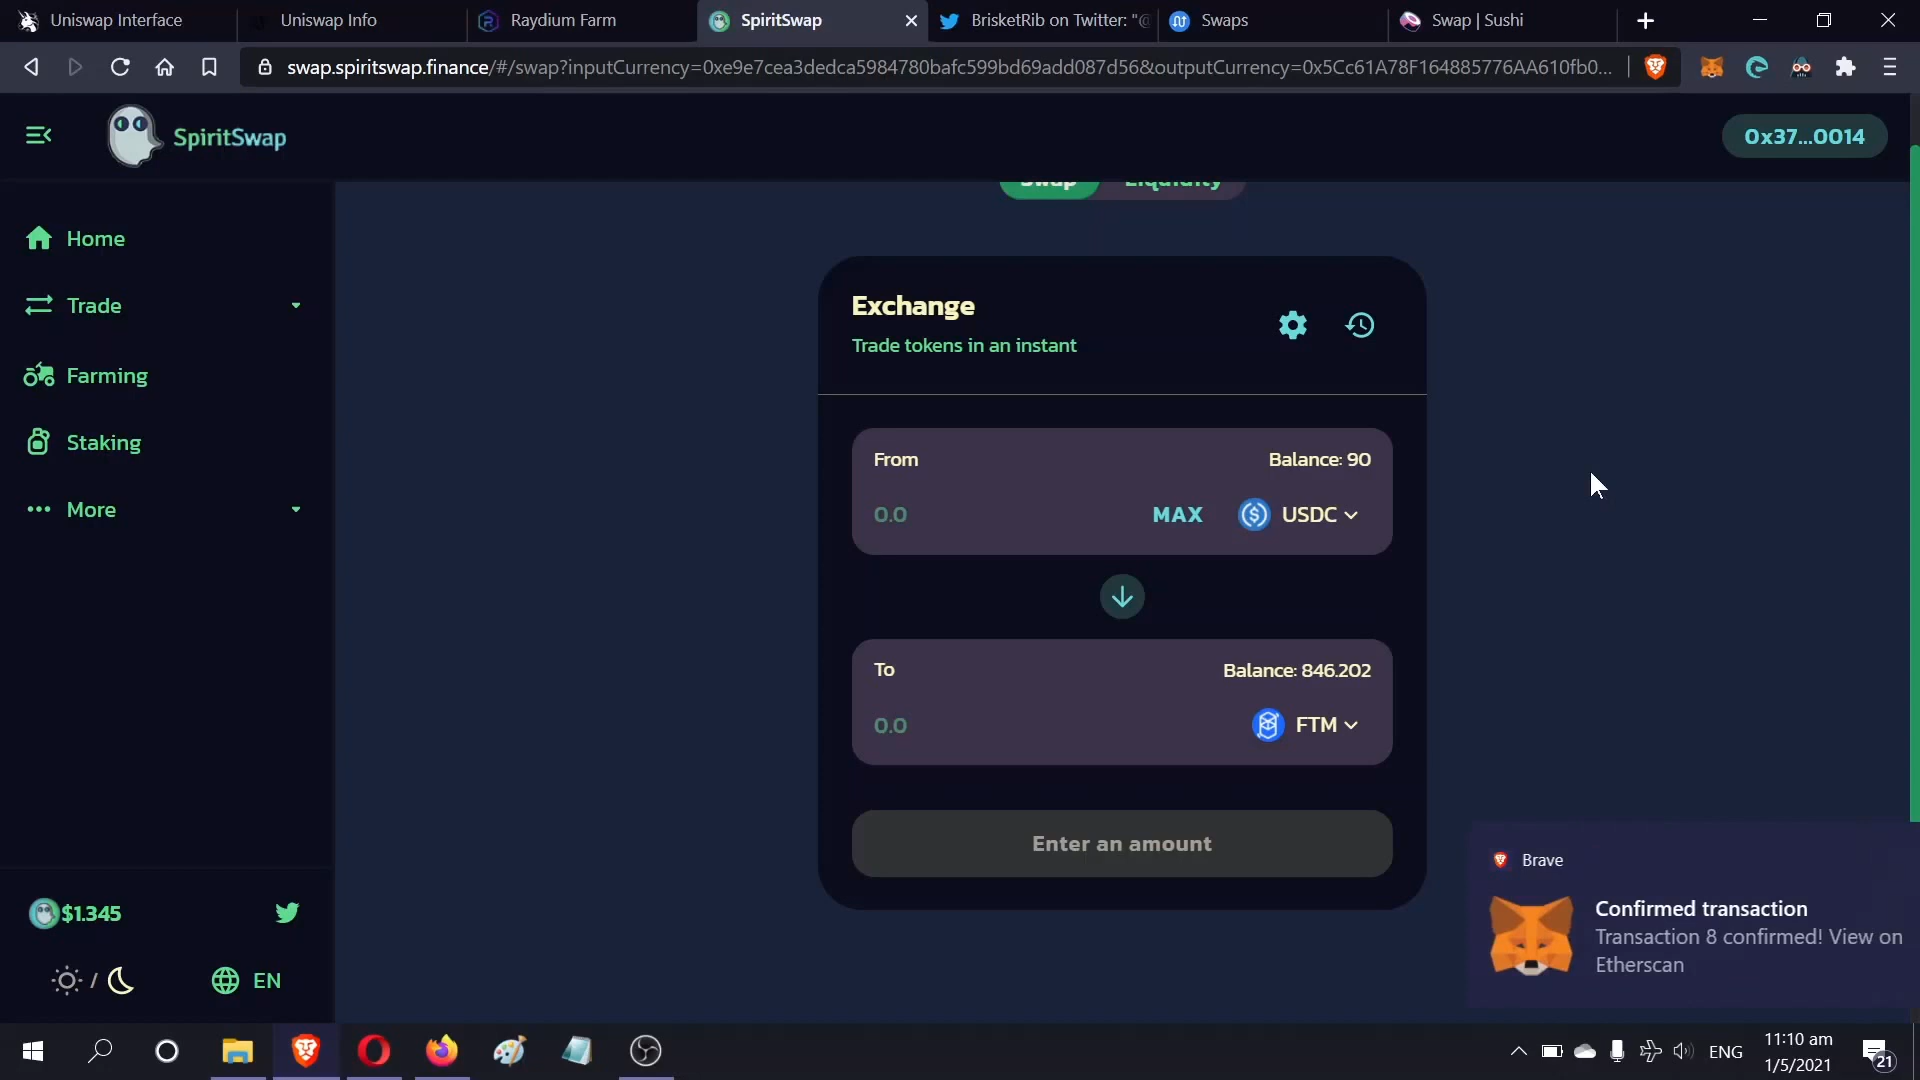 Uniswap Interface
Uniswap Info
Raydium Farm
SpiritSwap
BrisketRib on Twitter: "@
Swaps
Swap | Sushi
swap.spiritswap.finance/#/swap?inputCurrency=0xe9e7cea3dedca5984780bafc599bd69add087d56&outputCurrency=0x5Cc61A78F164885776AA610fb0...
SpiritSwap
0x37...0014
Swap
Liquidity
Home
Trade
Farming
Staking
More
Exchange
Trade tokens in an instant
From
Balance: 90
0.0
MAX
USDC
To
Balance: 846.202
0.0
FTM
Enter an amount
$1.345
/
EN
Brave
Confirmed transaction
Transaction 8 confirmed! View on
Etherscan
ENG
11:10 am
1/5/2021
21